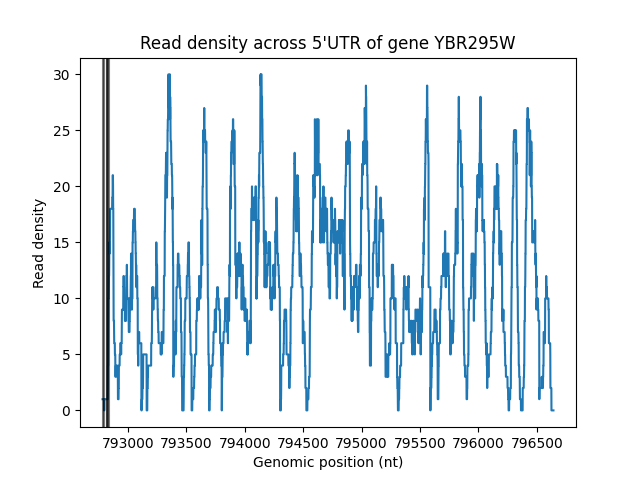 Read density across 5'UTR of gene YBR295W
30
25
20
15
10
5
0
Read density
793000 793500 794000 794500 795000 795500 796000 796500
Genomic position (nt)